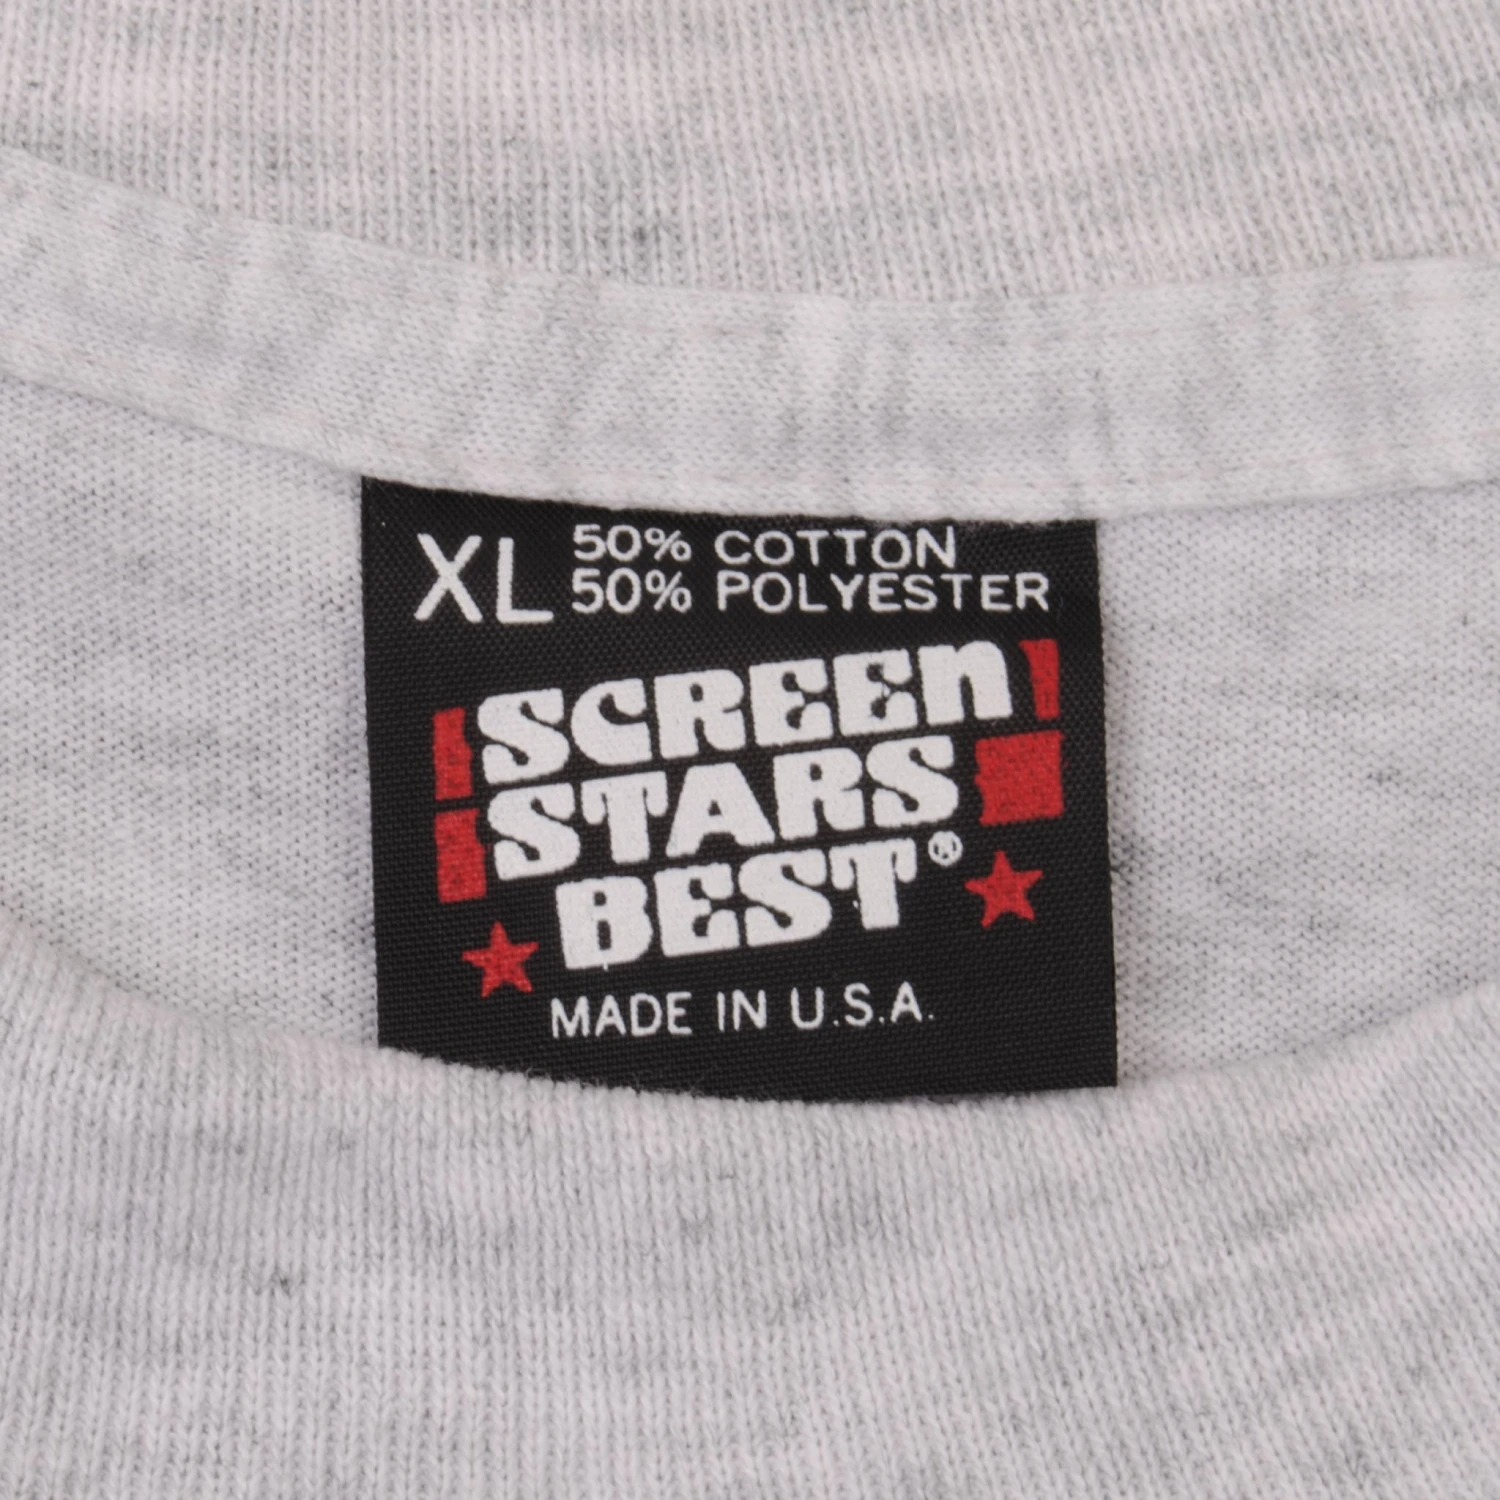 XL 50% COTTON
50% POLYESTER
SCREEN
STARS
BEST®
MADE IN U.S.A.